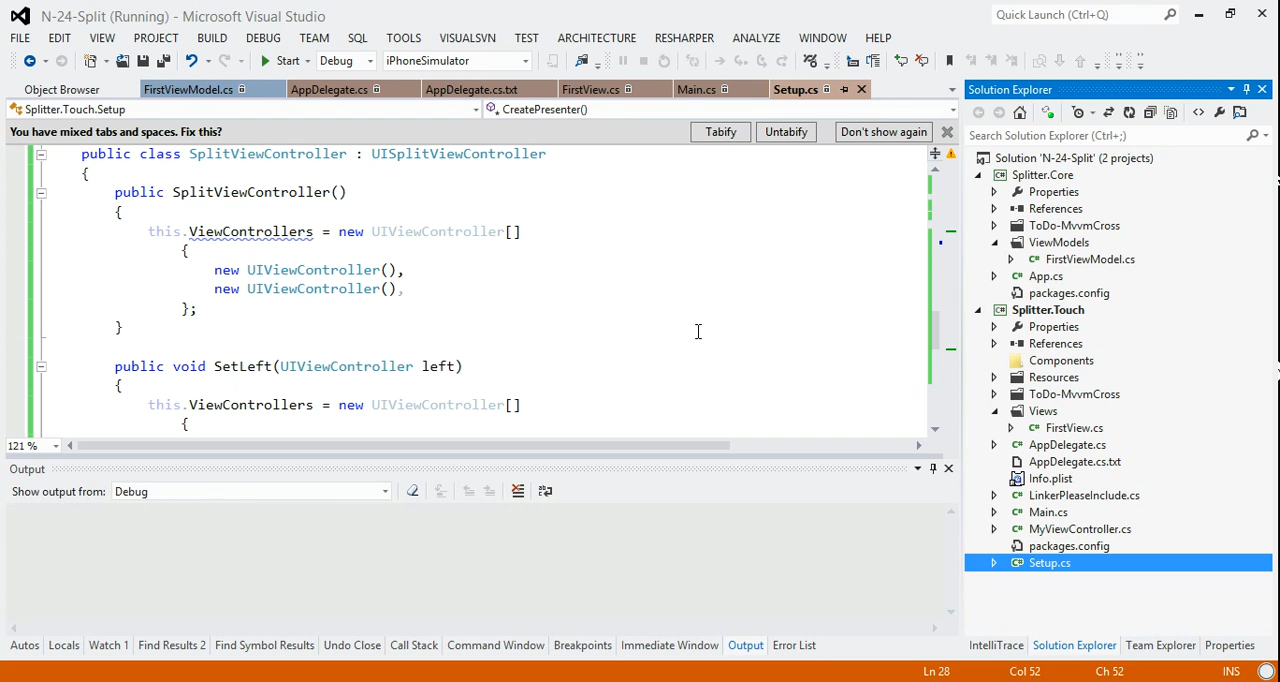 N-24-Split (Running) - Microsoft Visual Studio
Quick Launch (Ctrl+Q)
FILE EDIT VIEW PROJECT BUILD DEBUG TEAM SQL TOOLS VISUALSVN TEST ARCHITECTURE RESHARPER ANALYZE WINDOW HELP
Start Debug iPhoneSimulator
Object Browser FirstViewModel.cs AppDelegate.cs AppDelegate.cs.txt FirstView.cs Main.cs Setup.cs
Splitter.Touch.Setup CreatePresenter()
You have mixed tabs and spaces. Fix this? Tabify Untabify Don't show again
public class SplitViewController : UISplitViewController
{
public SplitViewController()
{
this.ViewControllers = new UIViewController[]
{
new UIViewController(),
new UIViewController(),
};
}
public void SetLeft(UIViewController left)
{
this.ViewControllers = new UIViewController[]
{
121 %
Output
Show output from: Debug
Autos Locals Watch 1 Find Results 2 Find Symbol Results Undo Close Call Stack Command Window Breakpoints Immediate Window Output Error List
Solution Explorer
Search Solution Explorer (Ctrl+;)
Solution 'N-24-Split' (2 projects)
Splitter.Core
Properties
References
ToDo-MvvmCross
ViewModels
FirstViewModel.cs
App.cs
packages.config
Splitter.Touch
Properties
References
Components
Resources
ToDo-MvvmCross
Views
FirstView.cs
AppDelegate.cs
AppDelegate.cs.txt
Info.plist
LinkerPleaseInclude.cs
Main.cs
MyViewController.cs
packages.config
Setup.cs
IntelliTrace Solution Explorer Team Explorer Properties
Ln 28 Col 52 Ch 52 INS